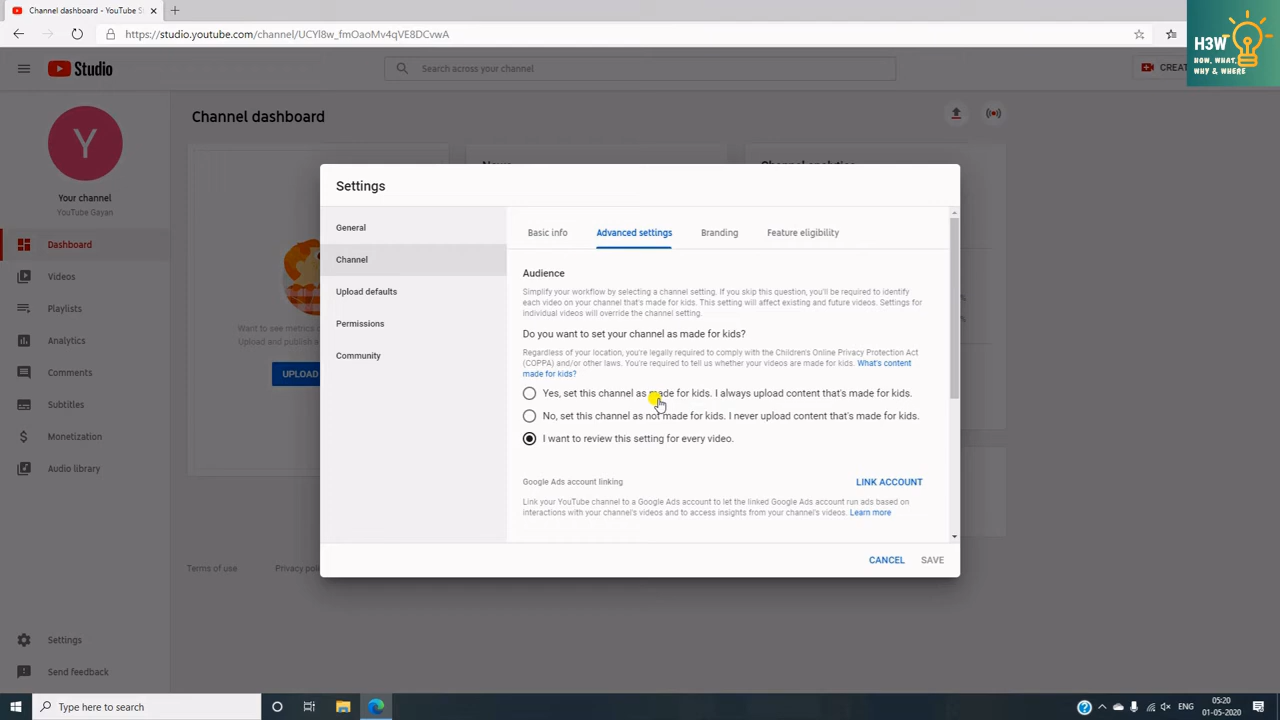 Channel dashboard - YouTube S
https://studio.youtube.com/channel/UCYl8w_fmOaoMv4qVE8DCvwA
H3W
HOW, WHAT,
WHY & WHERE
Studio
Search across your channel
CREAT
Y
Your channel
YouTube Gayan
Dashboard
Videos
Playlists
Analytics
Comments
Subtitles
Monetization
Audio library
Settings
Send feedback
Channel dashboard
News
Channel analytics
Want to see metrics
Upload and publish a
UPLOAD
Terms of use
Privacy poli
Settings
General
Channel
Upload defaults
Permissions
Community
Basic info
Advanced settings
Branding
Feature eligibility
Audience
Simplify your workflow by selecting a channel setting. If you skip this question, you'll be required to identify
each video on your channel that's made for kids. This setting will affect existing and future videos. Settings for
individual videos will override the channel setting.
Do you want to set your channel as made for kids?
Regardless of your location, you're legally required to comply with the Children's Online Privacy Protection Act
(COPPA) and/or other laws. You're required to tell us whether your videos are made for kids. What's content
made for kids?
Yes, set this channel as made for kids. I always upload content that's made for kids.
No, set this channel as not made for kids. I never upload content that's made for kids.
I want to review this setting for every video.
Google Ads account linking
LINK ACCOUNT
Link your YouTube channel to a Google Ads account to let the linked Google Ads account run ads based on
interactions with your channel's videos and to access insights from your channel's videos. Learn more
CANCEL
SAVE
Type here to search
ENG
05:20
01-05-2020